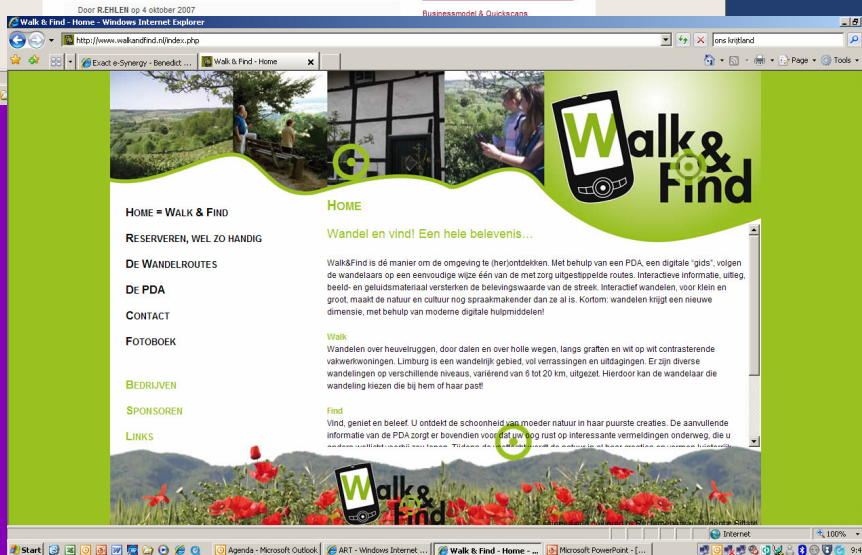 Door R.EHLEN op 4 oktober 2007
Businessmodel & Quickscans
Walk & Find - Home - Windows Internet Explorer
http://www.walkandfind.nl/index.php
ons krijtland
Exact e-Synergy - Benedict ...
Walk & Find - Home
Page
Tools
Walk & Find
HOME = WALK & FIND
RESERVEREN, WEL ZO HANDIG
DE WANDELROUTES
DE PDA
CONTACT
FOTOBOEK
BEDRIJVEN
SPONSOREN
LINKS
HOME
Wandel en vind! Een hele belevenis...
Walk&Find is dé manier om de omgeving te (her)ontdekken. Met behulp van een PDA, een digitale "gids", volgen
de wandelaars op een eenvoudige wijze één van de met zorg uitgestippelde routes. Interactieve informatie, uitleg,
beeld- en geluidsmateriaal versterken de belevingswaarde van de streek. Interactief wandelen, voor klein en
groot, maakt de natuur en cultuur nog spraakmakender dan ze al is. Kortom: wandelen krijgt een nieuwe
dimensie, met behulp van moderne digitale hulpmiddelen!
Walk
Wandelen over heuvelruggen, door dalen en over holle wegen, langs graften en wit op wit contrasterende
vakwerkwoningen. Limburg is een wandelrijk gebied, vol verrassingen en uitdagingen. Er zijn diverse
wandelingen op verschillende niveaus, variërend van 6 tot 20 km, uitgezet. Hierdoor kan de wandelaar die
wandeling kiezen die bij hem of haar past!
Find
Vind, geniet en beleef. U ontdekt de schoonheid van moeder natuur in haar puurste creaties. De aanvullende
informatie van de PDA zorgt er bovendien voor dat uw oog rust op interessante vermeldingen onderweg, die u
Walk & Find
Internet
100%
Start
Agenda - Microsoft Outlook
ART - Windows Internet ...
Walk & Find - Home - ...
Microsoft PowerPoint - [...